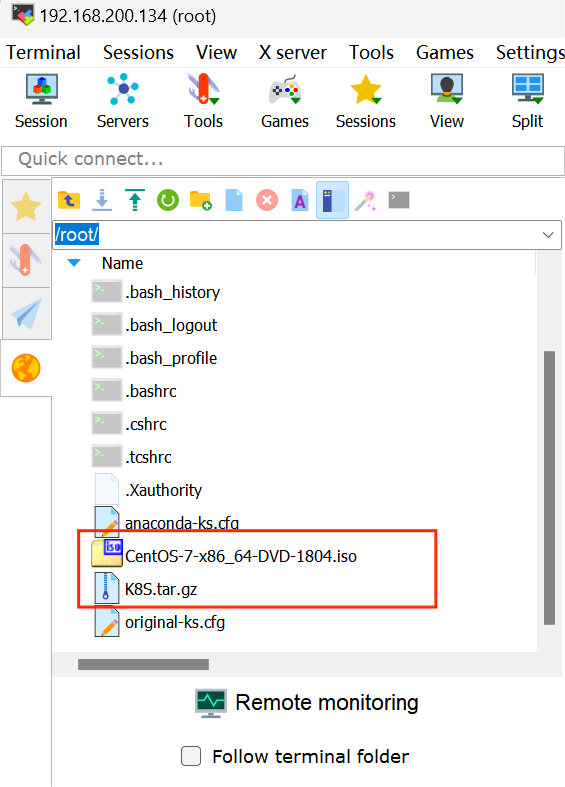 192.168.200.134 (root)
Terminal Sessions View X server Tools Games Settings
Session Servers Tools Games Sessions View Split
Quick connect...
/root/
Name
.bash_history
.bash_logout
.bash_profile
.bashrc
.cshrc
.tcshrc
.Xauthority
anaconda-ks.cfg
CentOS-7-x86_64-DVD-1804.iso
K8S.tar.gz
original-ks.cfg
Remote monitoring
Follow terminal folder